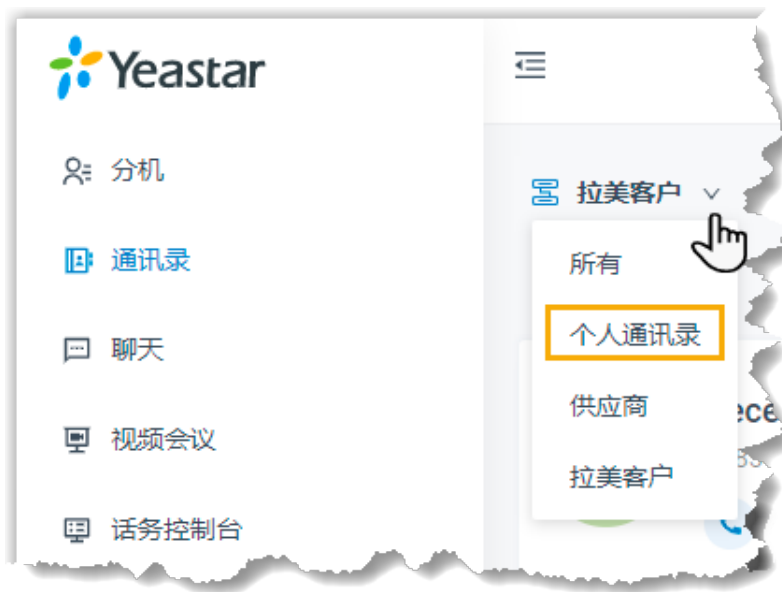 Yeastar
分机
通讯录
聊天
视频会议
话务控制台
拉美客户
所有
个人通讯录
供应商
拉美客户